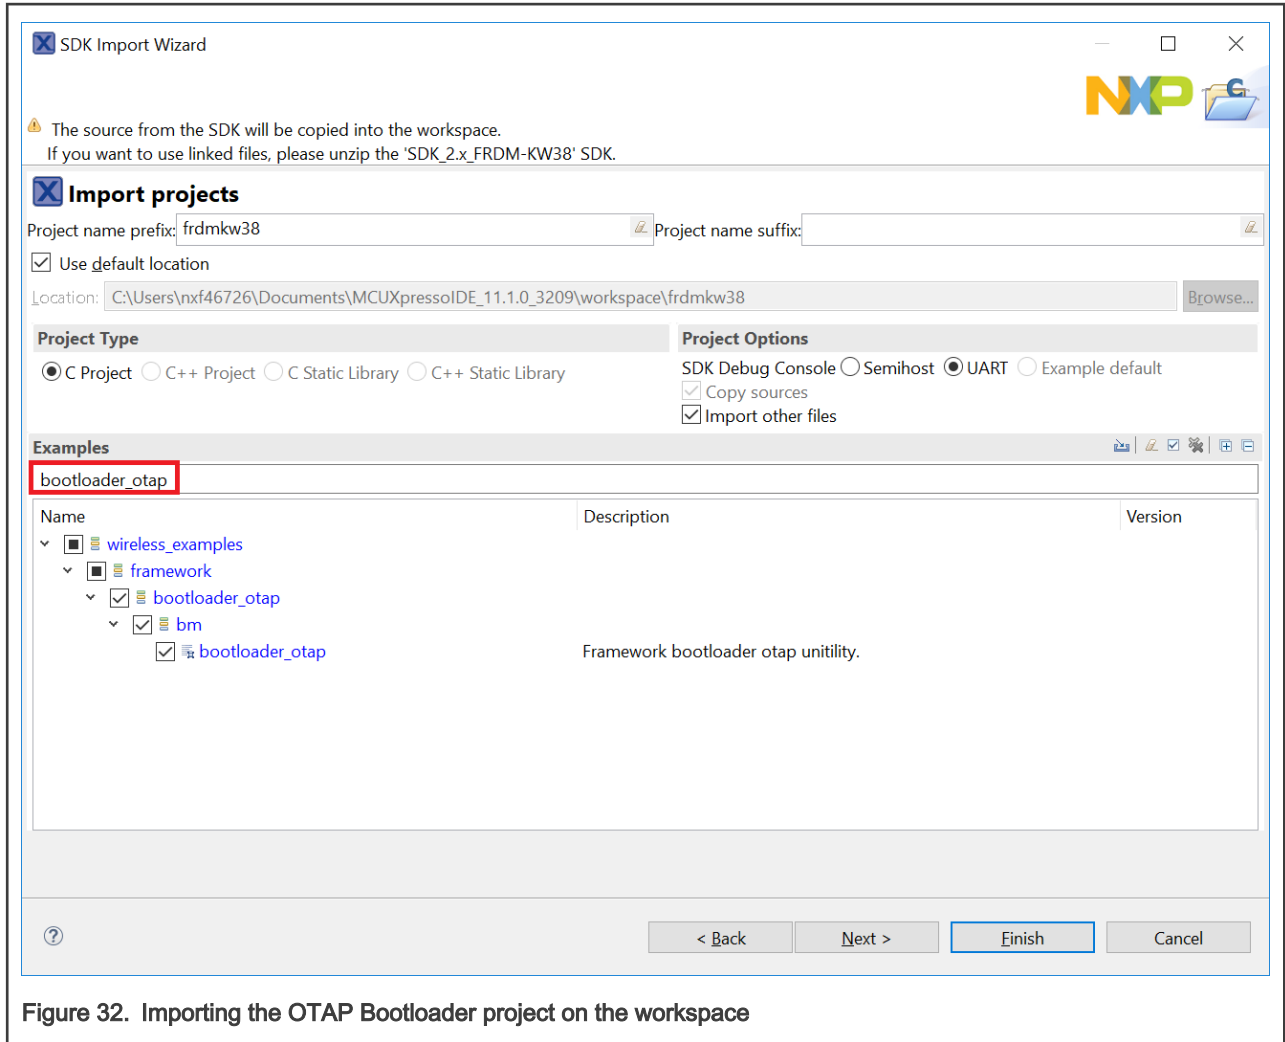 SDK Import Wizard
NXP
The source from the SDK will be copied into the workspace.
If you want to use linked files, please unzip the 'SDK_2.x_FRDM-KW38' SDK.
Import projects
Project name prefix: frdmkw38 Project name suffix:
Use default location
Location: C:\Users\nxf46726\Documents\MCUXpressoIDE_11.1.0_3209\workspace\frdmkw38 Browse...
Project Type Project Options
C Project C++ Project C Static Library C++ Static Library SDK Debug Console Semihost UART Example default
Copy sources
Import other files
Examples
bootloader_otap
Name Description Version
wireless_examples
framework
bootloader_otap
bm
bootloader_otap Framework bootloader otap unitility.
< Back Next > Finish Cancel
Figure 32. Importing the OTAP Bootloader project on the workspace